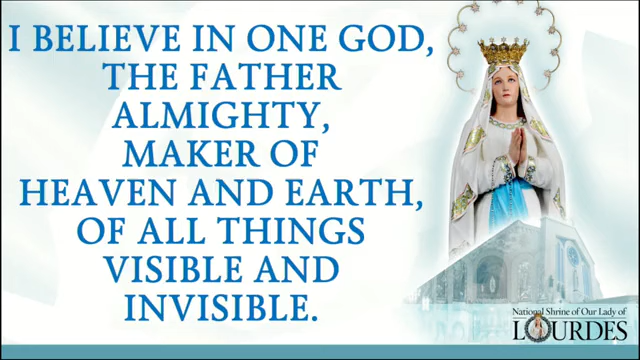 I BELIEVE IN ONE GOD,
THE FATHER
ALMIGHTY,
MAKER OF
HEAVEN AND EARTH,
OF ALL THINGS
VISIBLE AND
INVISIBLE.
National Shrine of Our Lady of
LOURDES